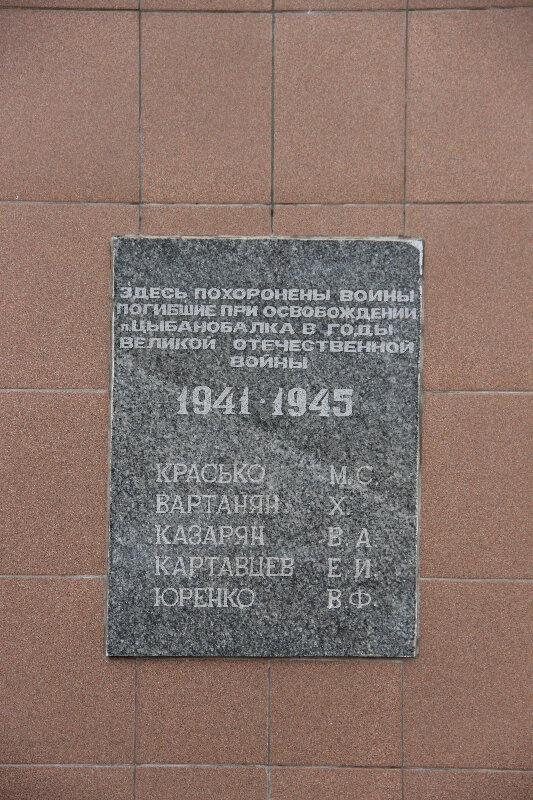 ЗДЕСЬ ПОХОРОНЕНЫ ВОИНЫ
ПОГИБШИЕ ПРИ ОСВОБОЖДЕНИИ
п.ЦЫБАНОБАЛКА В ГОДЫ
ВЕЛИКОЙ ОТЕЧЕСТВЕННОЙ
ВОЙНЫ
1941-1945
КРАСЬКО М.С.
ВАРТАНЯН Х.
КАЗАРЯН В.А
КАРТАВЦЕВ Е.И.
ЮРЕНКО В Ф.